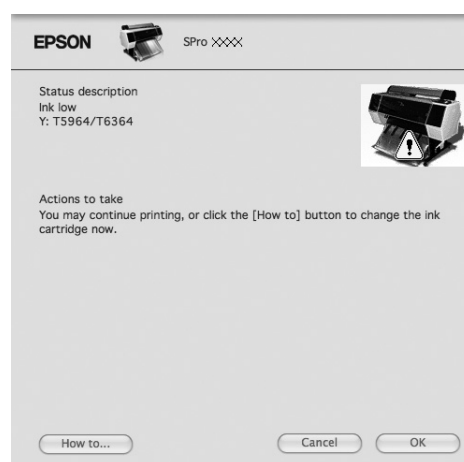 EPSON
SPro XXXX
Status description
Ink low
Y: T5964/T6364
Actions to take
You may continue printing, or click the [How to] button to change the ink
cartridge now.
How to...
Cancel
OK